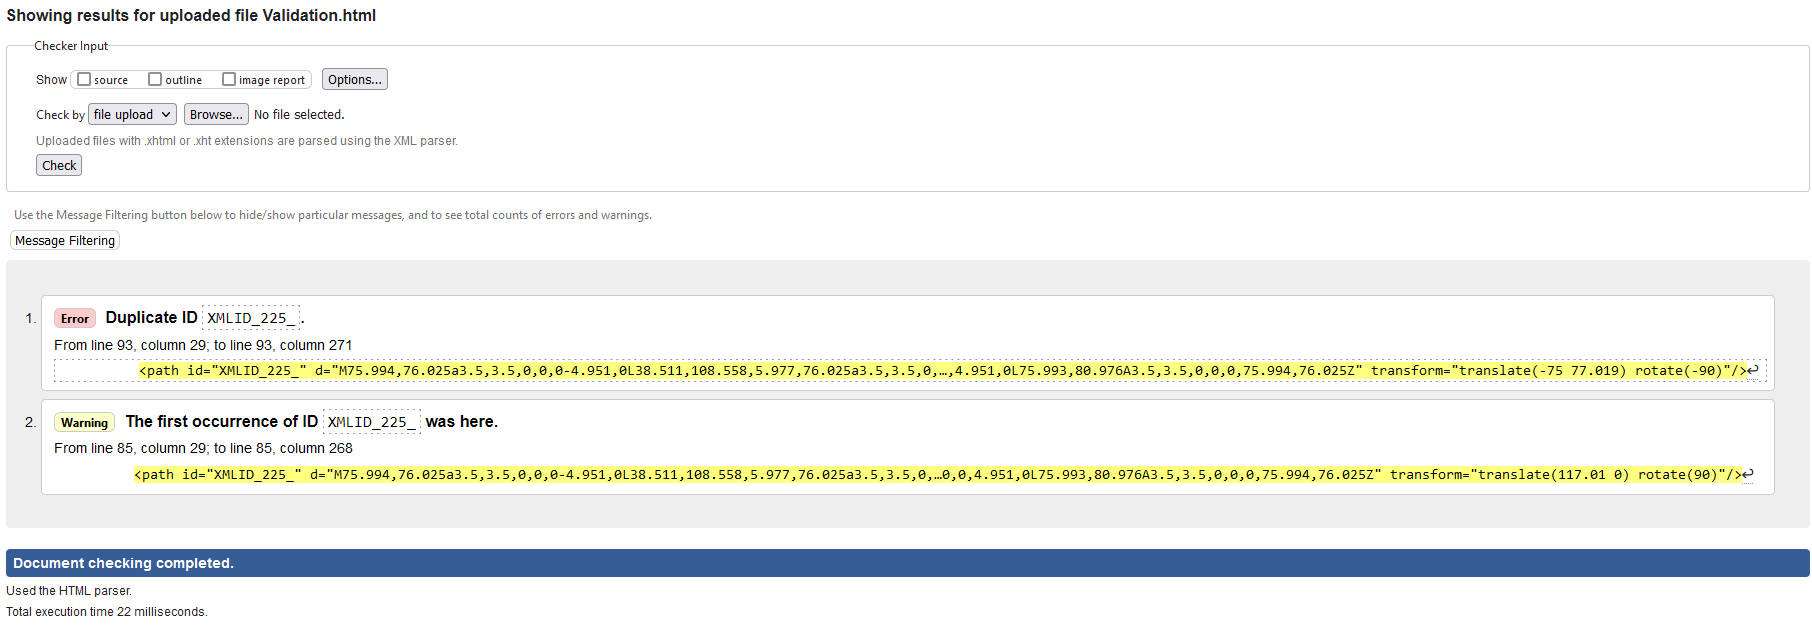 Showing results for uploaded file Validation.html
Checker Input
Show source outline image report Options...
Check by file upload Browse... No file selected.
Uploaded files with .xhtml or .xht extensions are parsed using the XML parser.
Check
Use the Message Filtering button below to hide/show particular messages, and to see total counts of errors and warnings.
Message Filtering
1. Error Duplicate ID XMLID_225_.
From line 93, column 29; to line 93, column 271
<path id="XMLID_225_" d="M75.994,76.025a3.5,3.5,0,0,0-4.951,0L38.511,108.558,5.977,76.025a3.5,3.5,0,…,4.951,0L75.993,80.976A3.5,3.5,0,0,0,75.994,76.025Z" transform="translate(-75 77.019) rotate(-90)"/>↩
2. Warning The first occurrence of ID XMLID_225_ was here.
From line 85, column 29; to line 85, column 268
<path id="XMLID_225_" d="M75.994,76.025a3.5,3.5,0,0,0-4.951,0L38.511,108.558,5.977,76.025a3.5,3.5,0,…0,0,4.951,0L75.993,80.976A3.5,3.5,0,0,0,75.994,76.025Z" transform="translate(117.01 0) rotate(90)"/>↩
Document checking completed.
Used the HTML parser.
Total execution time 22 milliseconds.